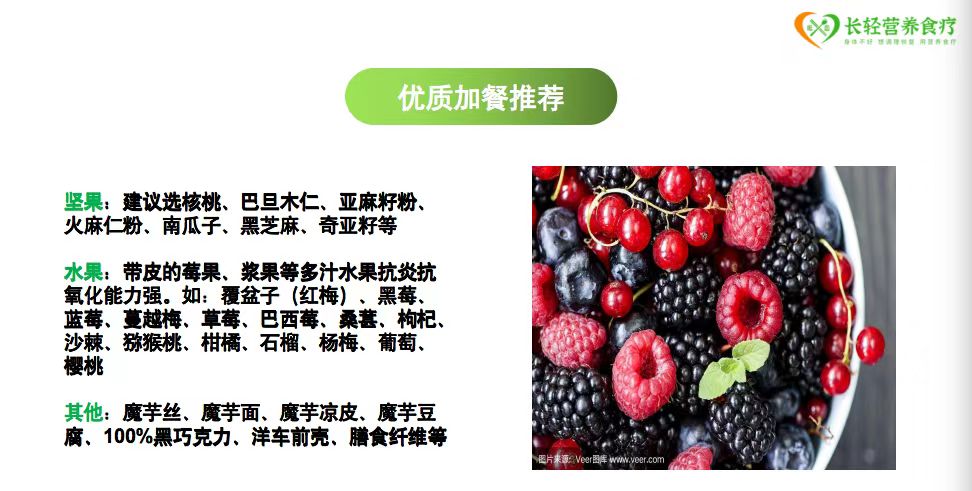 长轻营养食疗
身体不好 想调理恢复 用营养食疗
优质加餐推荐
坚果：建议选核桃、巴旦木仁、亚麻籽粉、
火麻仁粉、南瓜子、黑芝麻、奇亚籽等
水果：带皮的莓果、浆果等多汁水果抗炎抗
氧化能力强。如：覆盆子（红梅）、黑莓、
蓝莓、蔓越梅、草莓、巴西莓、桑葚、枸杞、
沙棘、猕猴桃、柑橘、石榴、杨梅、葡萄、
樱桃
其他：魔芋丝、魔芋面、魔芋凉皮、魔芋豆
腐、100%黑巧克力、洋车前壳、膳食纤维等
图片来源：Veer图库 www.veer.com